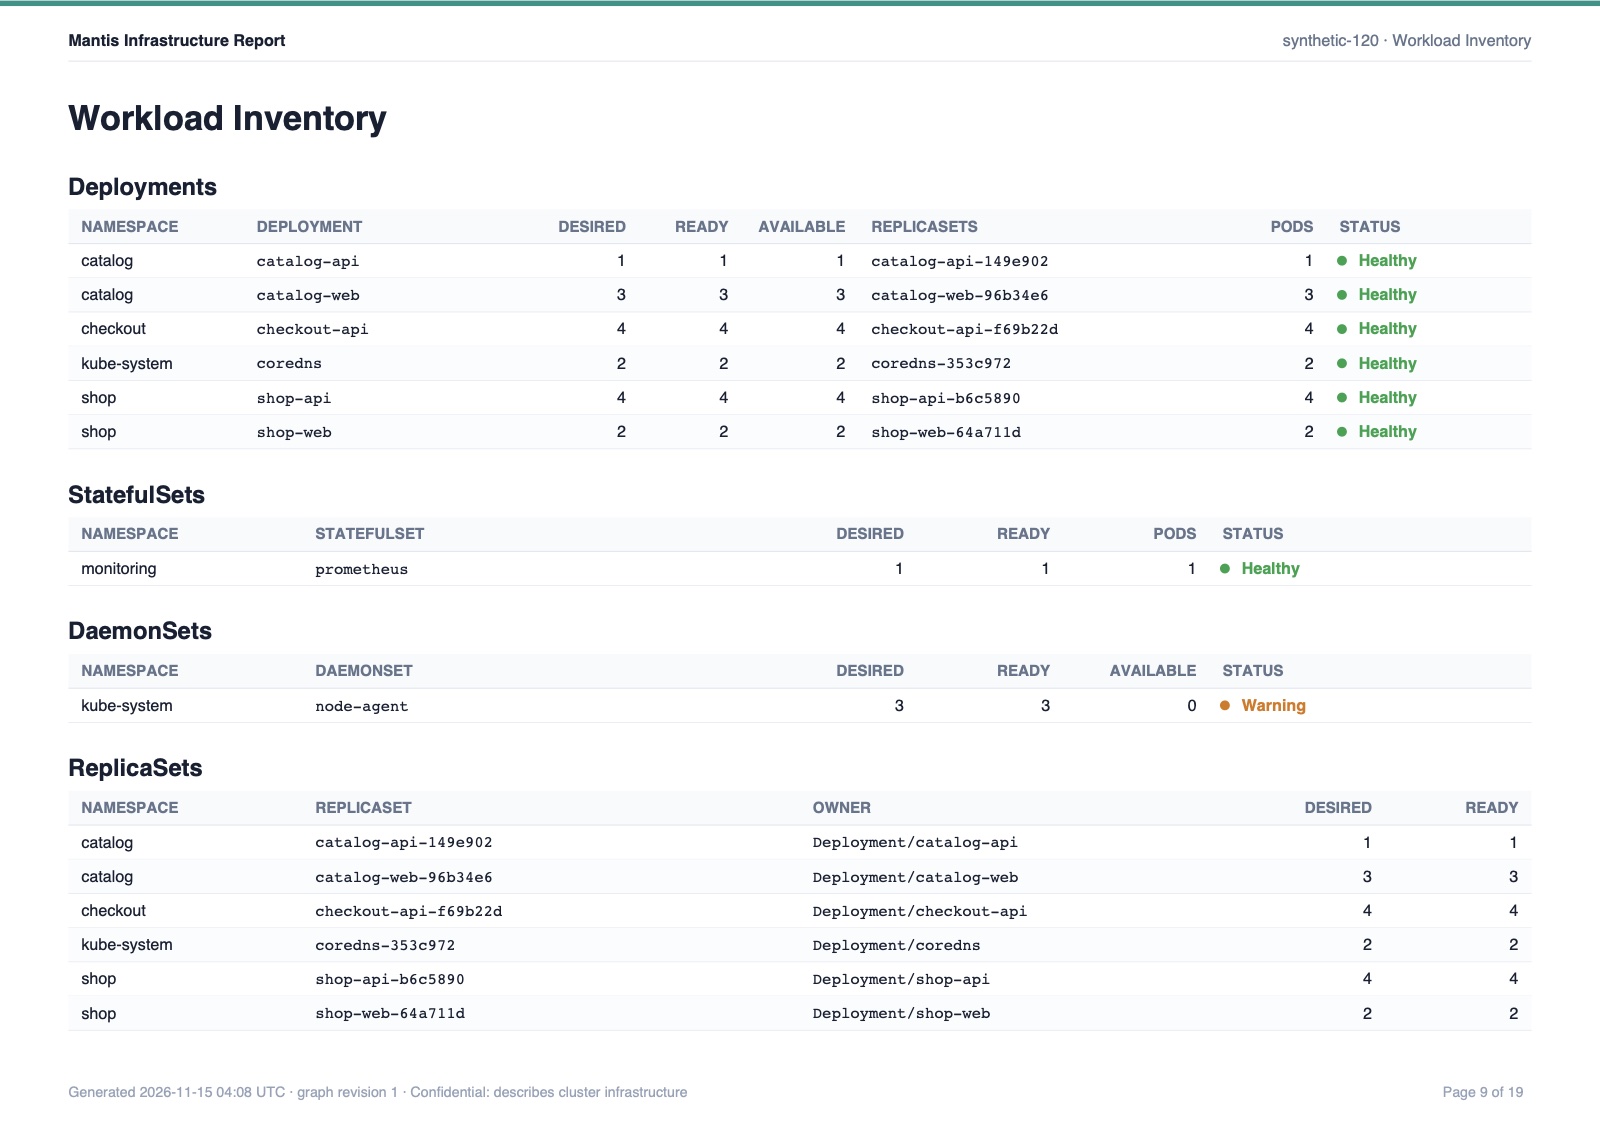 Mantis Infrastructure Report synthetic-120 · Workload Inventory
Workload Inventory
Deployments
NAMESPACE DEPLOYMENT DESIRED READY AVAILABLE REPLICASETS PODS STATUS
catalog catalog-api 1 1 1 catalog-api-149e902 1 Healthy
catalog catalog-web 3 3 3 catalog-web-96b34e6 3 Healthy
checkout checkout-api 4 4 4 checkout-api-f69b22d 4 Healthy
kube-system coredns 2 2 2 coredns-353c972 2 Healthy
shop shop-api 4 4 4 shop-api-b6c5890 4 Healthy
shop shop-web 2 2 2 shop-web-64a711d 2 Healthy
StatefulSets
NAMESPACE STATEFULSET DESIRED READY PODS STATUS
monitoring prometheus 1 1 1 Healthy
DaemonSets
NAMESPACE DAEMONSET DESIRED READY AVAILABLE STATUS
kube-system node-agent 3 3 0 Warning
ReplicaSets
NAMESPACE REPLICASET OWNER DESIRED READY
catalog catalog-api-149e902 Deployment/catalog-api 1 1
catalog catalog-web-96b34e6 Deployment/catalog-web 3 3
checkout checkout-api-f69b22d Deployment/checkout-api 4 4
kube-system coredns-353c972 Deployment/coredns 2 2
shop shop-api-b6c5890 Deployment/shop-api 4 4
shop shop-web-64a711d Deployment/shop-web 2 2
Generated 2026-11-15 04:08 UTC · graph revision 1 · Confidential: describes cluster infrastructure Page 9 of 19